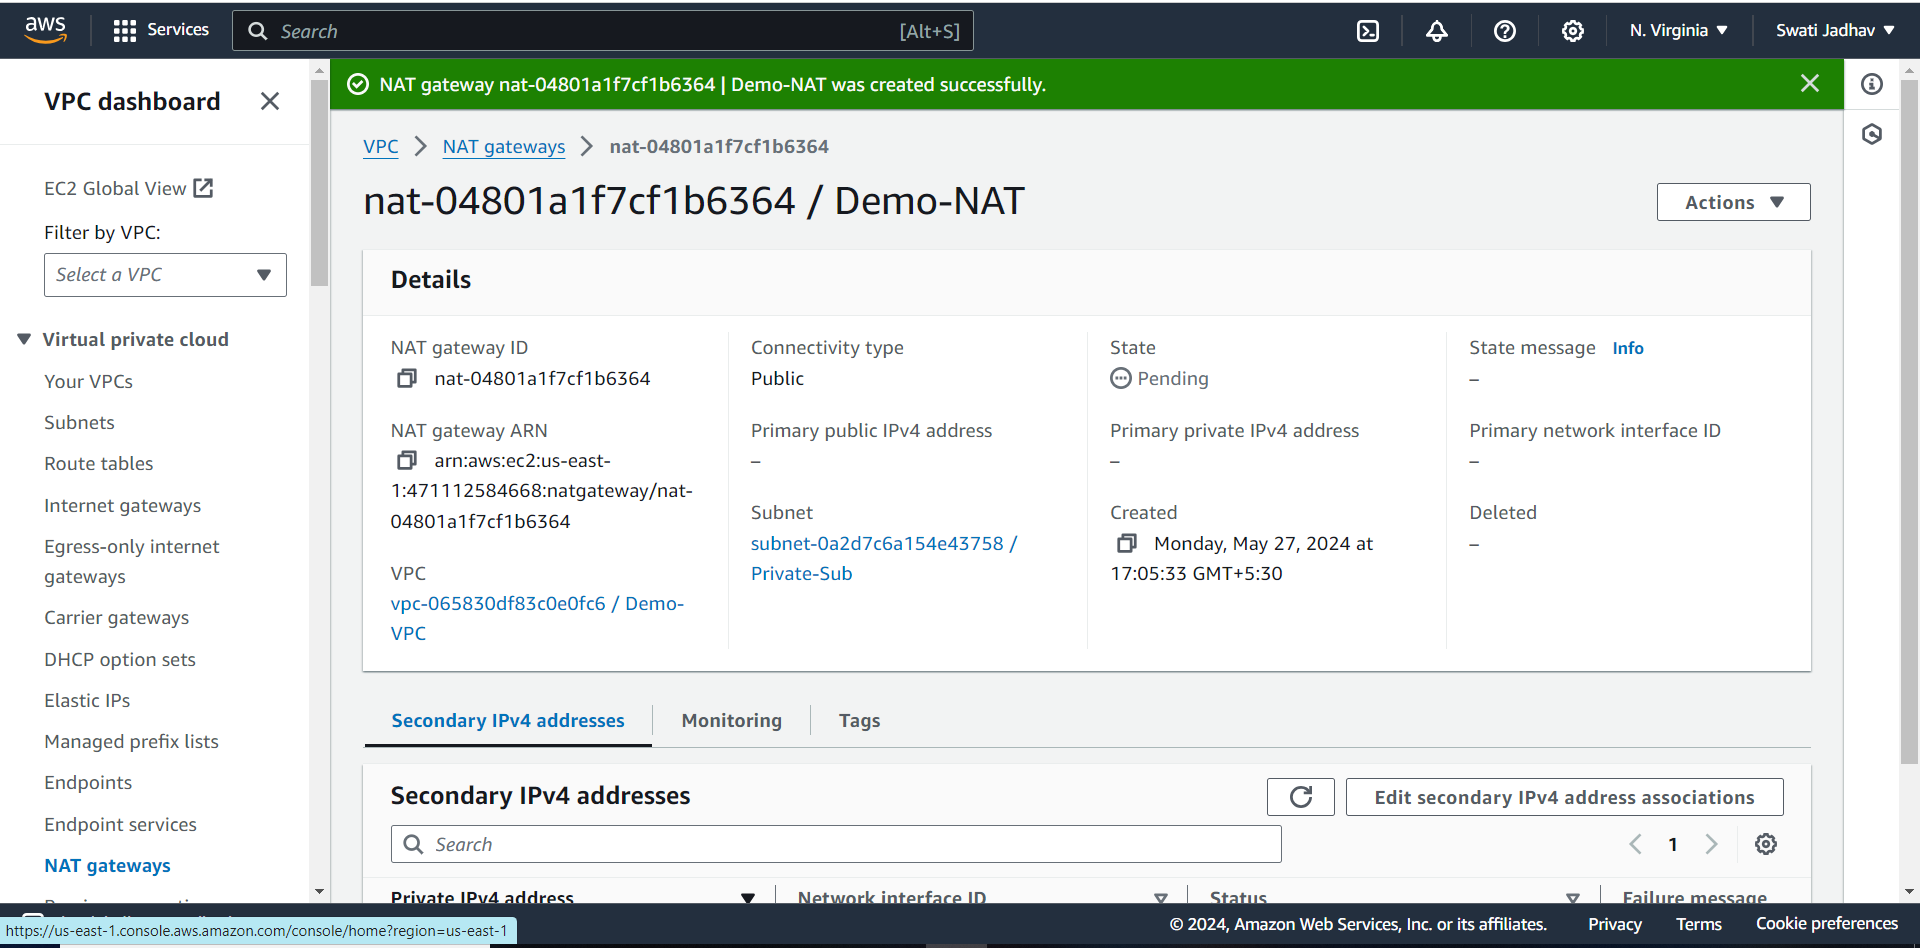 aws
Services
Search
[Alt+S]
N. Virginia
Swati Jadhav
VPC dashboard
EC2 Global View
Filter by VPC:
Select a VPC
Virtual private cloud
Your VPCs
Subnets
Route tables
Internet gateways
Egress-only internet
gateways
Carrier gateways
DHCP option sets
Elastic IPs
Managed prefix lists
Endpoints
Endpoint services
NAT gateways
NAT gateway nat-04801a1f7cf1b6364 | Demo-NAT was created successfully.
VPC
NAT gateways
nat-04801a1f7cf1b6364
nat-04801a1f7cf1b6364 / Demo-NAT
Actions
Details
NAT gateway ID
nat-04801a1f7cf1b6364
NAT gateway ARN
arn:aws:ec2:us-east-
1:471112584668:natgateway/nat-
04801a1f7cf1b6364
VPC
vpc-065830df83c0e0fc6 / Demo-
VPC
Connectivity type
Public
Primary public IPv4 address
–
Subnet
subnet-0a2d7c6a154e43758 /
Private-Sub
State
Pending
Primary private IPv4 address
–
Created
Monday, May 27, 2024 at
17:05:33 GMT+5:30
State message Info
–
Primary network interface ID
–
Deleted
–
Secondary IPv4 addresses
Monitoring
Tags
Secondary IPv4 addresses
Edit secondary IPv4 address associations
Search
1
Private IPv4 address
Network interface ID
Status
Failure message
https://us-east-1.console.aws.amazon.com/console/home?region=us-east-1
© 2024, Amazon Web Services, Inc. or its affiliates.
Privacy
Terms
Cookie preferences